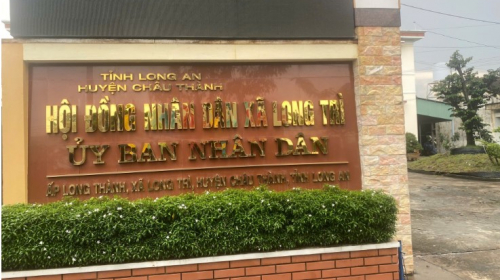 TỈNH LONG AN
HUYỆN CHÂU THÀNH
HỘI ĐỒNG NHÂN DÂN XÃ LONG TRÌ
ỦY BAN NHÂN DÂN
ẤP LONG THÀNH, XÃ LONG TRÌ, HUYỆN CHÂU THÀNH, TỈNH LONG AN